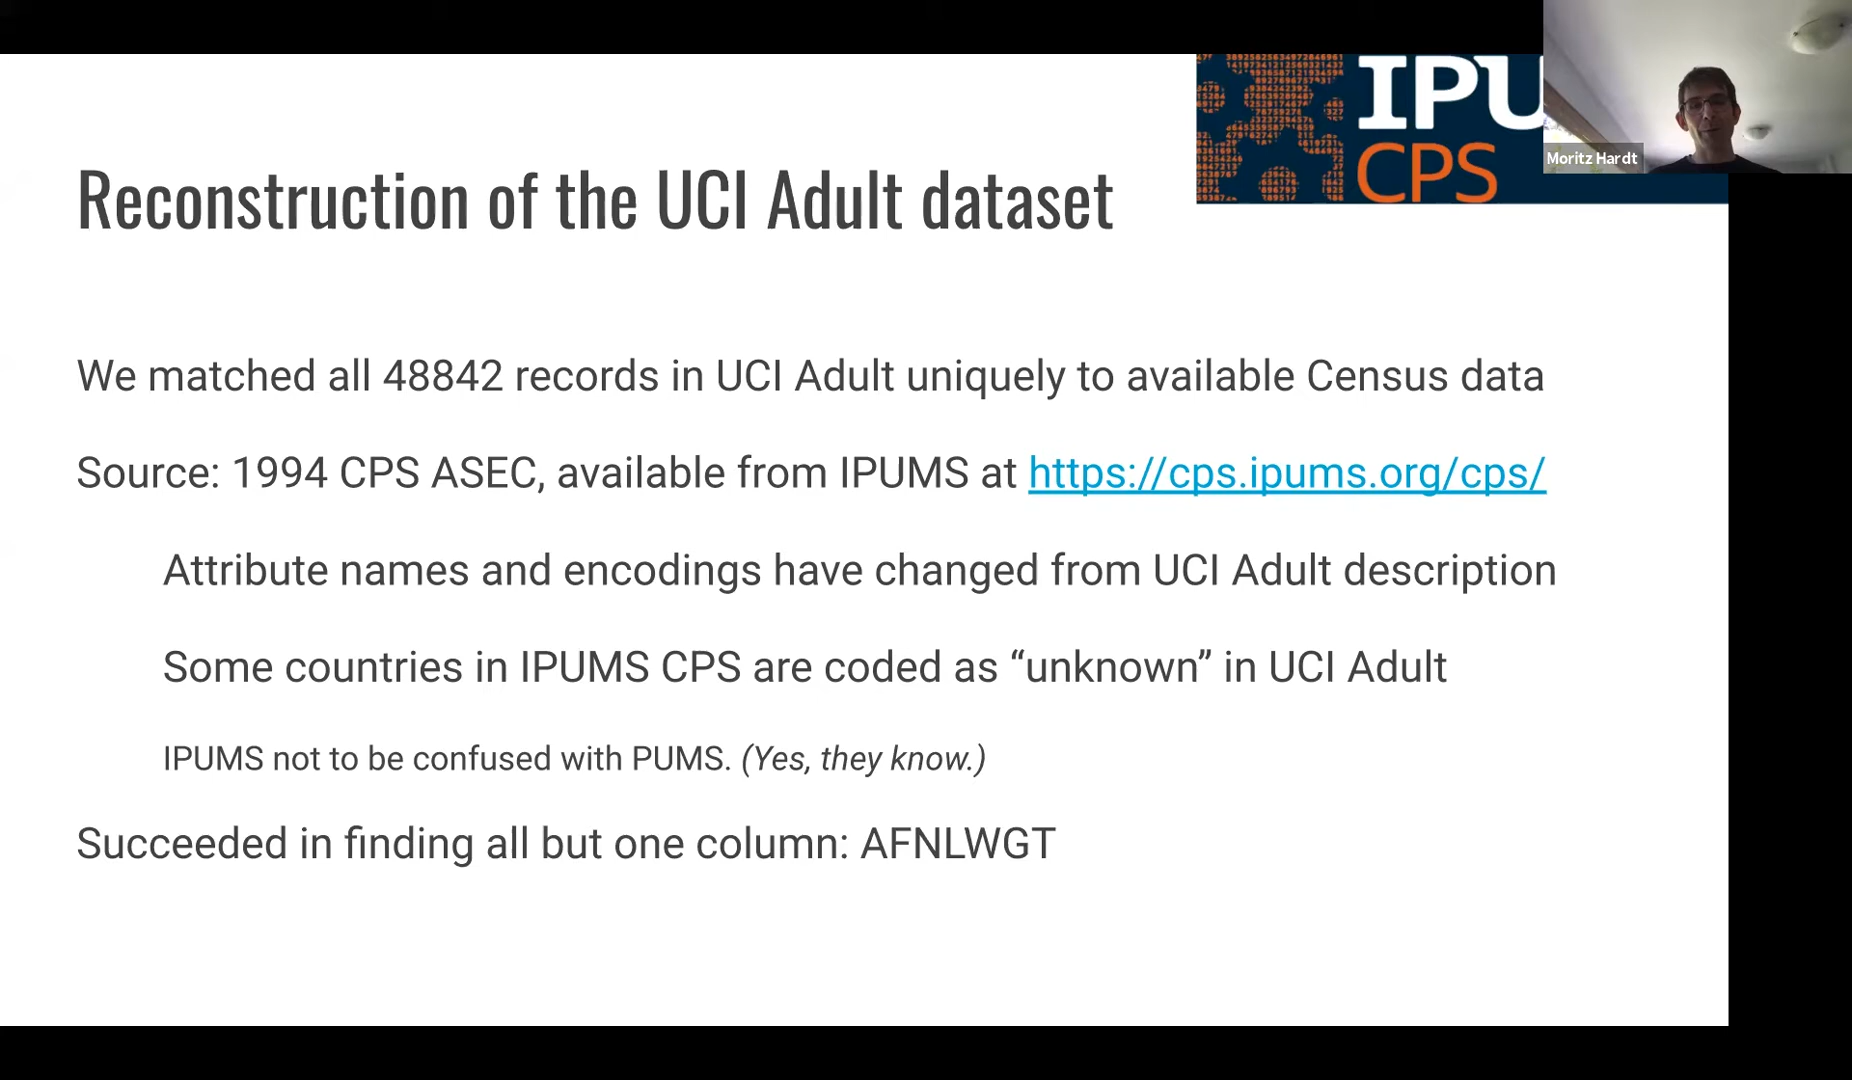 IPU
CPS
Moritz Hardt
Reconstruction of the UCI Adult dataset
We matched all 48842 records in UCI Adult uniquely to available Census data
Source: 1994 CPS ASEC, available from IPUMS at https://cps.ipums.org/cps/
Attribute names and encodings have changed from UCI Adult description
Some countries in IPUMS CPS are coded as “unknown” in UCI Adult
IPUMS not to be confused with PUMS. (Yes, they know.)
Succeeded in finding all but one column: AFNLWGT